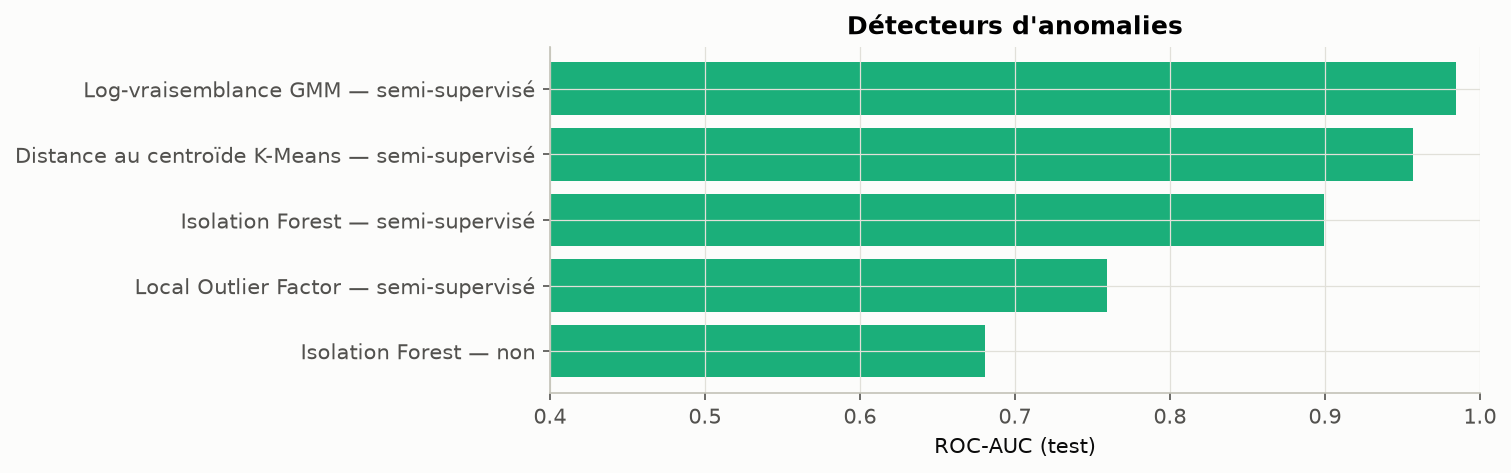 Détecteurs d'anomalies
Log-vraisemblance GMM — semi-supervisé
Distance au centroïde K-Means — semi-supervisé
Isolation Forest — semi-supervisé
Local Outlier Factor — semi-supervisé
Isolation Forest — non
0.4 0.5 0.6 0.7 0.8 0.9 1.0
ROC-AUC (test)